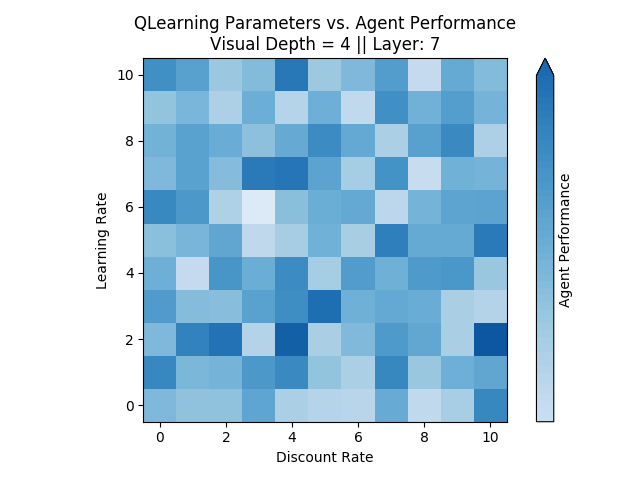 QLearning Parameters vs. Agent Performance
Visual Depth = 4 || Layer: 7
10
8
6
4
2
0
Learning Rate
0 2 4 6 8 10
Discount Rate
Agent Performance